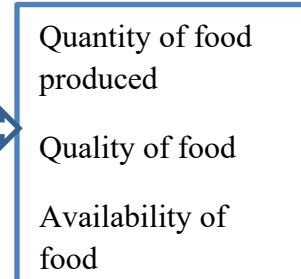 Quantity of food
produced
Quality of food
Availability of
food